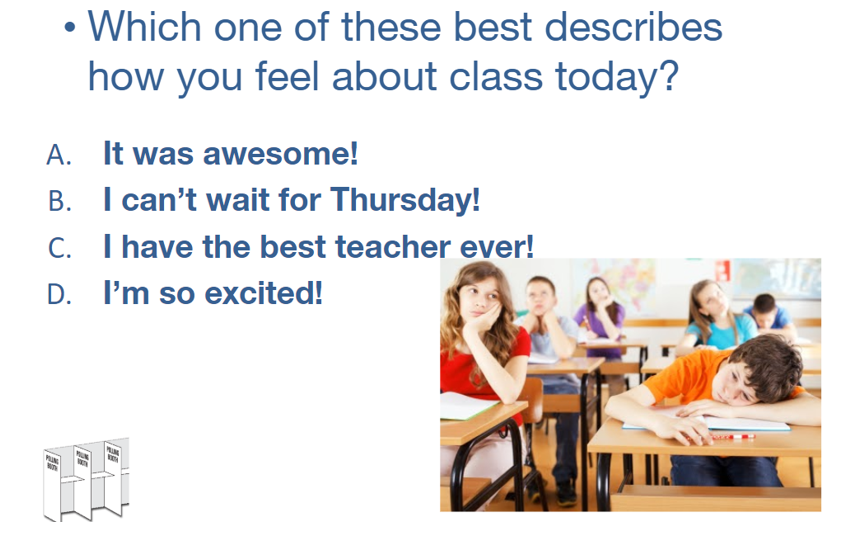 • Which one of these best describes
how you feel about class today?
A. It was awesome!
B. I can’t wait for Thursday!
C. I have the best teacher ever!
D. I’m so excited!
POLLING
BOOTH
POLLING
BOOTH
POLLING
BOOTH